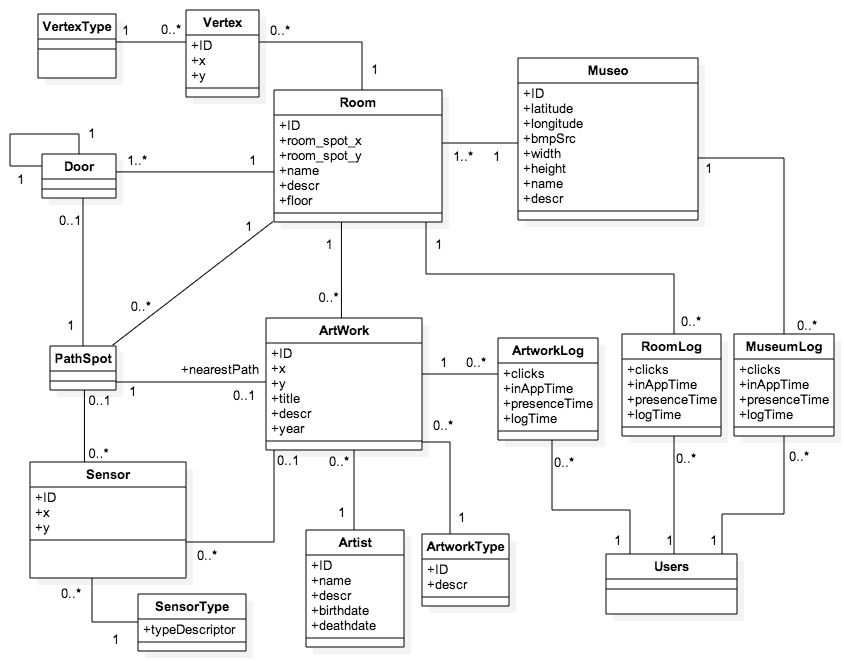 VertexType
1
0..*
Vertex
+ID
+x
+y
0..*
1
Room
+ID
+room_spot_x
+room_spot_y
+name
+descr
+floor
1..*
1
Museo
+ID
+latitude
+longitude
+bmpSrc
+width
+height
+name
+descr
1
1
1
Door
1..*
1
0..1
1
0..*
1
1
0..*
1
0..*
0..*
PathSpot
1
+nearestPath
0..1
0..1
0..*
ArtWork
+ID
+x
+y
+title
+descr
+year
1
0..*
ArtworkLog
+clicks
+inAppTime
+presenceTime
+logTime
RoomLog
+clicks
+inAppTime
+presenceTime
+logTime
MuseumLog
+clicks
+inAppTime
+presenceTime
+logTime
0..*
0..*
0..*
0..1
0..*
0..*
Sensor
+ID
+x
+y
0..*
0..*
1
SensorType
+typeDescriptor
1
Artist
+ID
+name
+descr
+birthdate
+deathdate
1
ArtworkType
+ID
+descr
1
1
1
Users